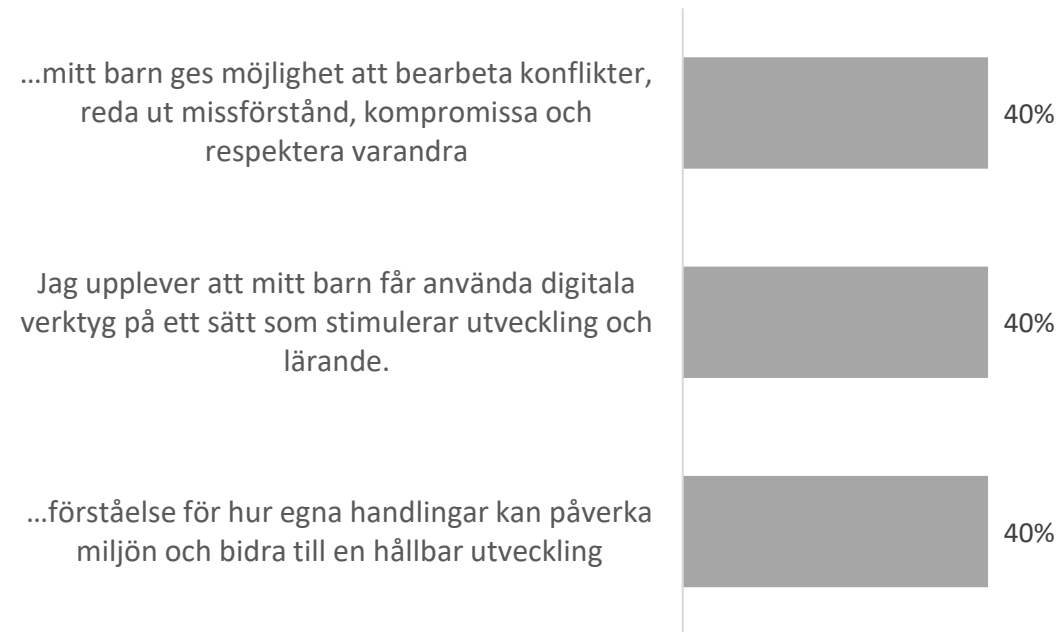 …mitt barn ges möjlighet att bearbeta konflikter,
reda ut missförstånd, kompromissa och
respektera varandra
40%
Jag upplever att mitt barn får använda digitala
verktyg på ett sätt som stimulerar utveckling och
lärande.
40%
…förståelse för hur egna handlingar kan påverka
miljön och bidra till en hållbar utveckling
40%